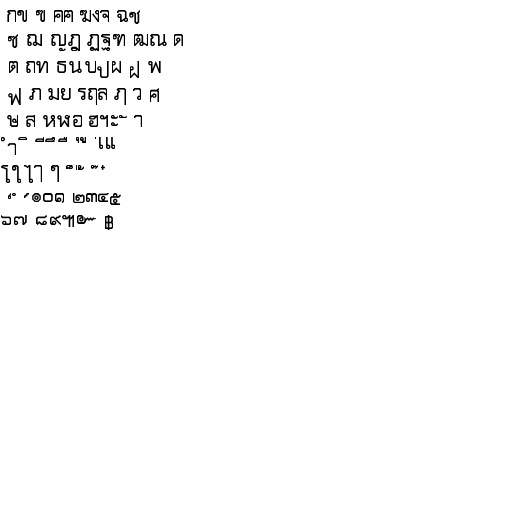 กข ฃ คฅ ฆงจ ฉช
ซ ฌ ญฎ ฏฐฑ ฒณ ด
ต ถท ธนบปผ ฝ พ
ฟ ภ มย รฤล ฦ ว ศ
ษ ส หฬอ ฮฯะ ั า
ำ ิ ี ึ ื ุ ู ฺ เแ
โใไๅ ๆ ็ ่ ้ ๊ ๋
์ ํ ๎ ๏๐๑ ๒๓๔๕
๖๗ ๘๙๚๛ ฿